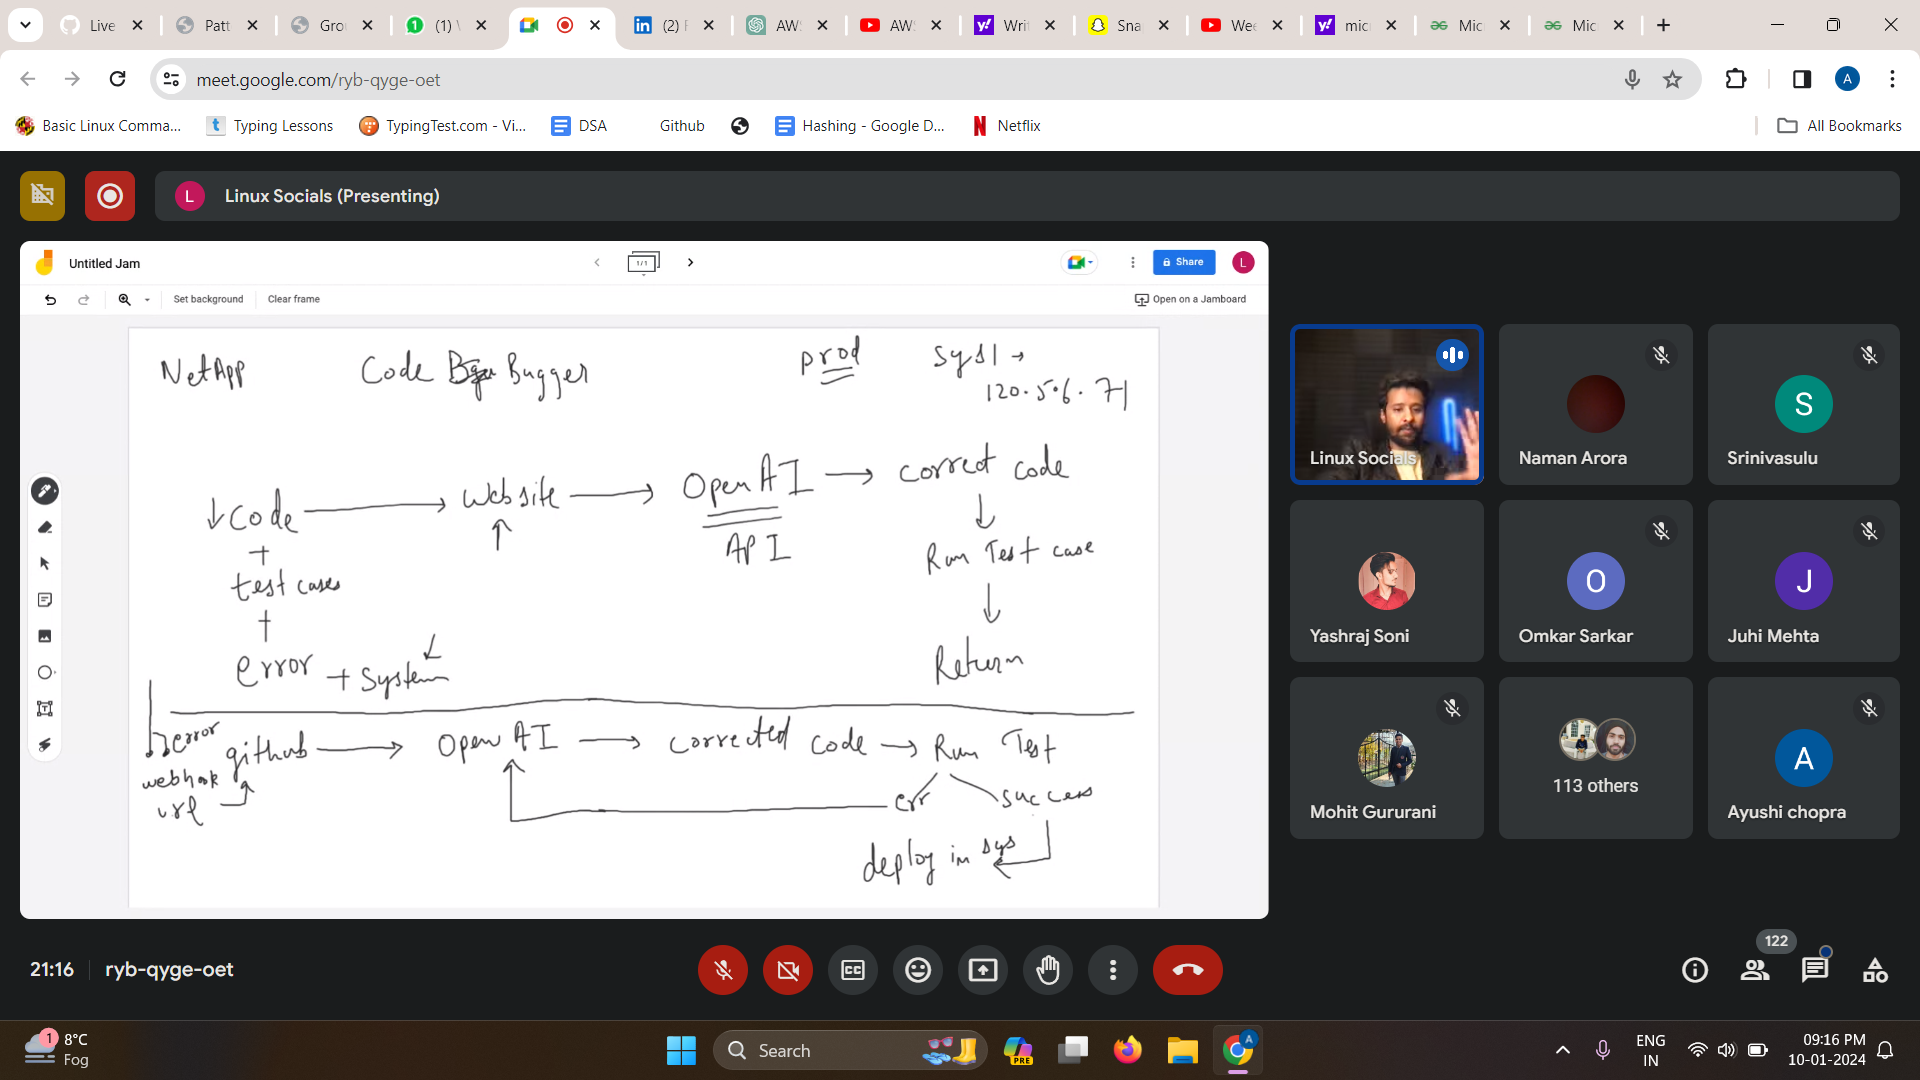 Live
Patt
Gro
(1)
(2)
AW
AW
Writ
Sna
Wee
mic
Mic
Mic
meet.google.com/ryb-qyge-oet
A
Basic Linux Comma...
Typing Lessons
TypingTest.com - Vi...
DSA
Github
Hashing - Google D...
Netflix
All Bookmarks
L
Linux Socials (Presenting)
Untitled Jam
1/1
Share
L
Set background
Clear frame
Open on a Jamboard
NetApp Code Bugger prod sys1 →
120.5.6.71
↓ Code → Website → Open AI → correct code
+ ↑ API ↓
test cases Run Test case
+ ↓
error + System Return
error
github → Open AI → corrected code → Run Test
webhook
url
err success
deploy in sys
Linux Socials
Naman Arora
S
Srinivasulu
Yashraj Soni
O
Omkar Sarkar
J
Juhi Mehta
Mohit Gururani
113 others
A
Ayushi chopra
21:16 ryb-qyge-oet
CC
122
1
8°C
Fog
Search
PRE
A
ENG
IN
09:16 PM
10-01-2024